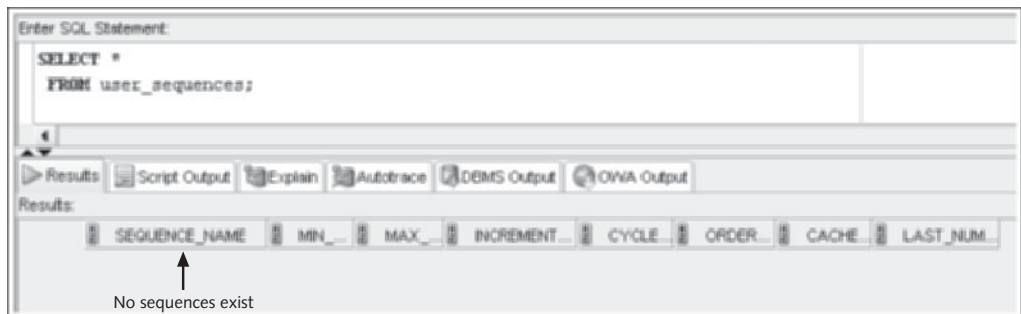 Enter SQL Statement:
SELECT *
FROM user_sequences;
Results Script Output Explain Autotrace DBMS Output OWA Output
Results:
SEQUENCE_NAME MIN_... MAX_... INCREMENT... CYCLE... ORDER... CACHE... LAST_NUM...
No sequences exist